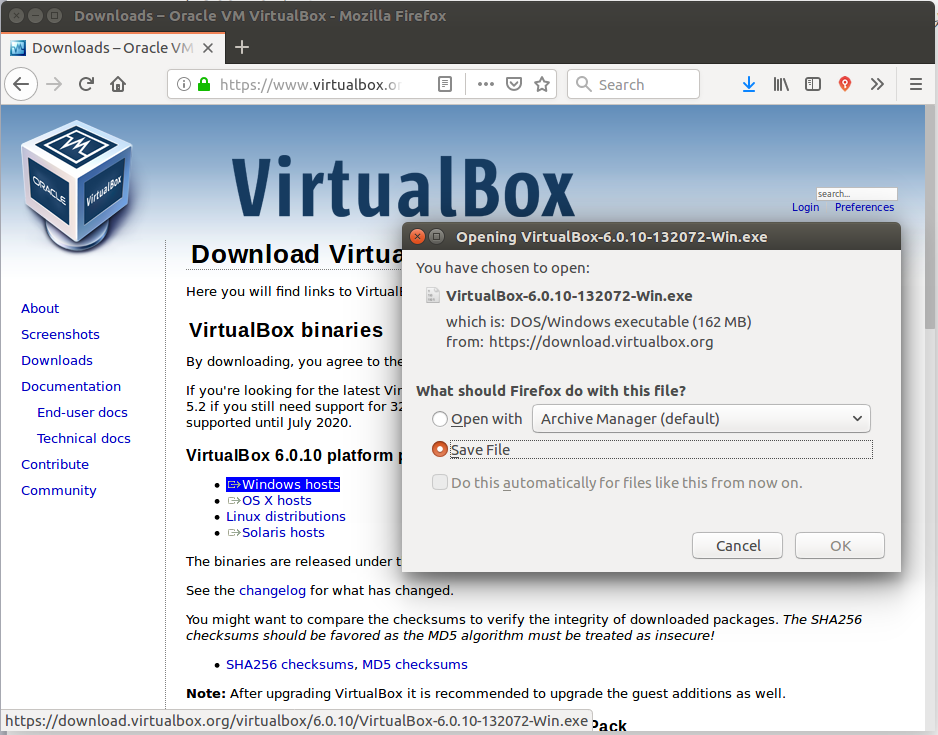 Downloads – Oracle VM VirtualBox - Mozilla Firefox
Downloads – Oracle VM
https://www.virtualbox.or
Search
ORACLE
VirtualBox
VirtualBox
search...
Login Preferences
About
Screenshots
Downloads
Documentation
End-user docs
Technical docs
Contribute
Community
Download Virtua
Here you will find links to Virtual
VirtualBox binaries
By downloading, you agree to the
If you're looking for the latest Vir
5.2 if you still need support for 32
supported until July 2020.
VirtualBox 6.0.10 platform p
Windows hosts
OS X hosts
Linux distributions
Solaris hosts
The binaries are released under t
See the changelog for what has changed.
You might want to compare the checksums to verify the integrity of downloaded packages. The SHA256
checksums should be favored as the MD5 algorithm must be treated as insecure!
SHA256 checksums, MD5 checksums
Note: After upgrading VirtualBox it is recommended to upgrade the guest additions as well.
Pack
https://download.virtualbox.org/virtualbox/6.0.10/VirtualBox-6.0.10-132072-Win.exe
Opening VirtualBox-6.0.10-132072-Win.exe
You have chosen to open:
VirtualBox-6.0.10-132072-Win.exe
which is: DOS/Windows executable (162 MB)
from: https://download.virtualbox.org
What should Firefox do with this file?
Open with Archive Manager (default)
Save File
Do this automatically for files like this from now on.
Cancel OK